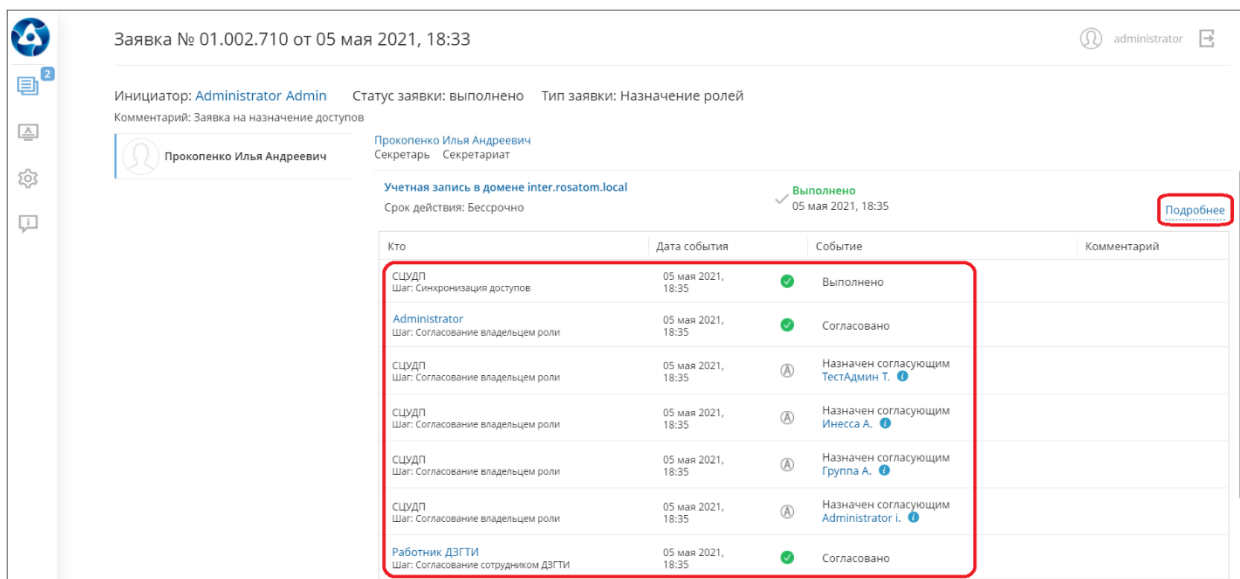 Заявка № 01.002.710 от 05 мая 2021, 18:33
administrator
2
Инициатор: Administrator Admin Статус заявки: выполнено Тип заявки: Назначение ролей
Комментарий: Заявка на назначение доступов
Прокопенко Илья Андреевич
Прокопенко Илья Андреевич
Секретарь Секретариат
Учетная запись в домене inter.rosatom.local
Срок действия: Бессрочно
Выполнено
05 мая 2021, 18:35
Подробнее
Кто Дата события Событие Комментарий
СЦУДП
Шаг: Синхронизация доступов
05 мая 2021,
18:35
Выполнено
Administrator
Шаг: Согласование владельцем роли
05 мая 2021,
18:35
Согласовано
СЦУДП
Шаг: Согласование владельцем роли
05 мая 2021,
18:35
Назначен согласующим
ТестАдмин Т.
СЦУДП
Шаг: Согласование владельцем роли
05 мая 2021,
18:35
Назначен согласующим
Инесса А.
СЦУДП
Шаг: Согласование владельцем роли
05 мая 2021,
18:35
Назначен согласующим
Группа А.
СЦУДП
Шаг: Согласование владельцем роли
05 мая 2021,
18:35
Назначен согласующим
Administrator i.
Работник ДЗГТИ
Шаг: Согласование сотрудником ДЗГТИ
05 мая 2021,
18:35
Согласовано